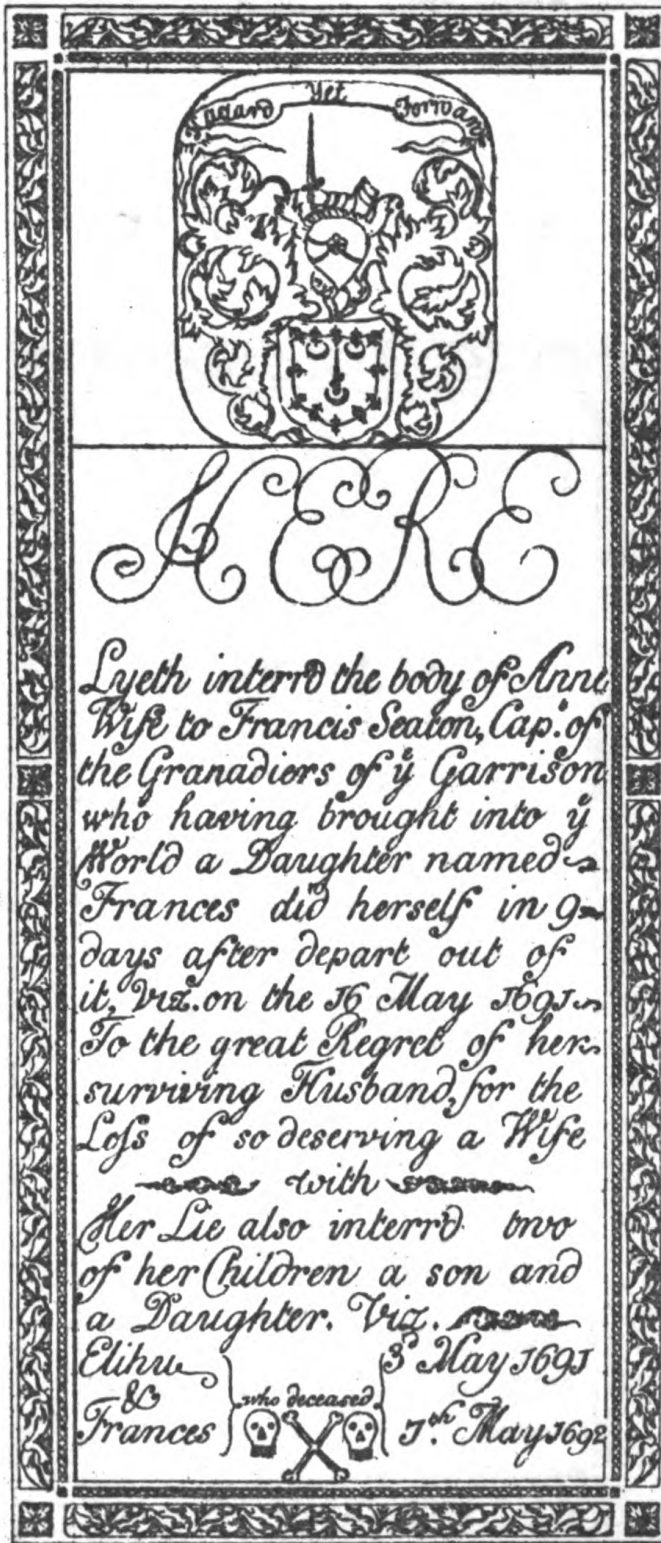 Hazard Yet Forward
HERE
Lyeth interr'd the body of Anne
Wife to Francis Seaton, Cap.t of
the Granadiers of ÿ Garrison
who having brought into ÿ
World a Daughter named
Frances did herself in 9
days after depart out of
it, Viz. on the 16 May 1691
To the great Regret of her
surviving Husband, for the
Loſs of so deserving a Wife
with
Her Lie also interr'd two
of her Children a son and
a Daughter. Viz.
Elihu
&
Frances
who deceased
3d May 1691
7.th May 1692